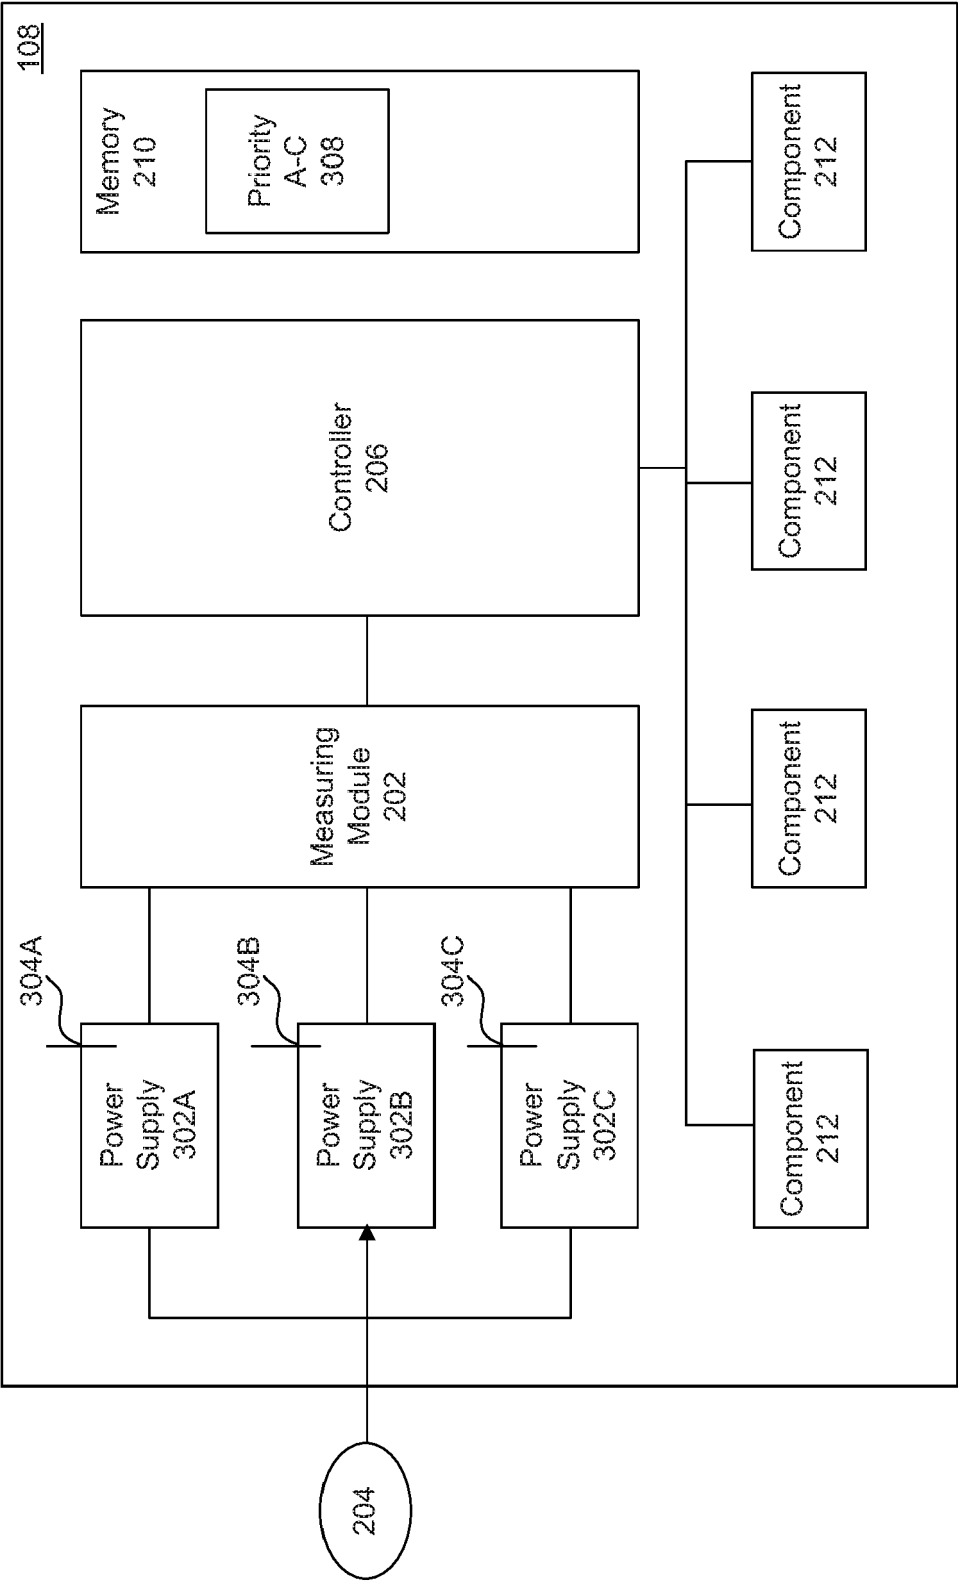 108
304A
304B
304C
Power
Supply
302A
Power
Supply
302B
Power
Supply
302C
Measuring
Module
202
Controller
206
Memory
210
Priority
A-C
308
204
Component
212
Component
212
Component
212
Component
212